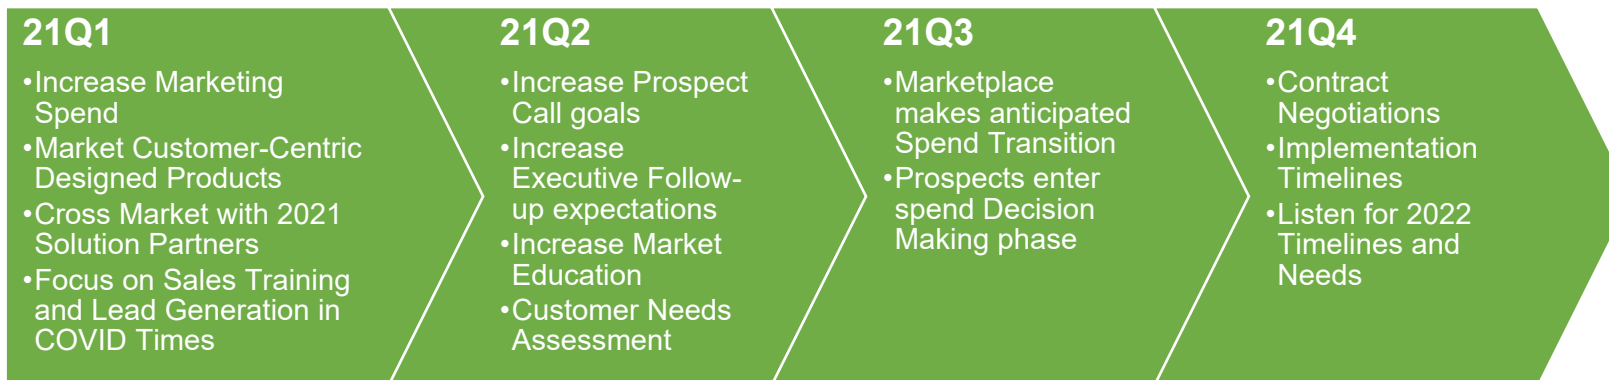 21Q1
•Increase Marketing
Spend
•Market Customer-Centric
Designed Products
•Cross Market with 2021
Solution Partners
•Focus on Sales Training
and Lead Generation in
COVID Times
21Q2
•Increase Prospect
Call goals
•Increase
Executive Follow-
up expectations
•Increase Market
Education
•Customer Needs
Assessment
21Q3
•Marketplace
makes anticipated
Spend Transition
•Prospects enter
spend Decision
Making phase
21Q4
•Contract
Negotiations
•Implementation
Timelines
•Listen for 2022
Timelines and
Needs